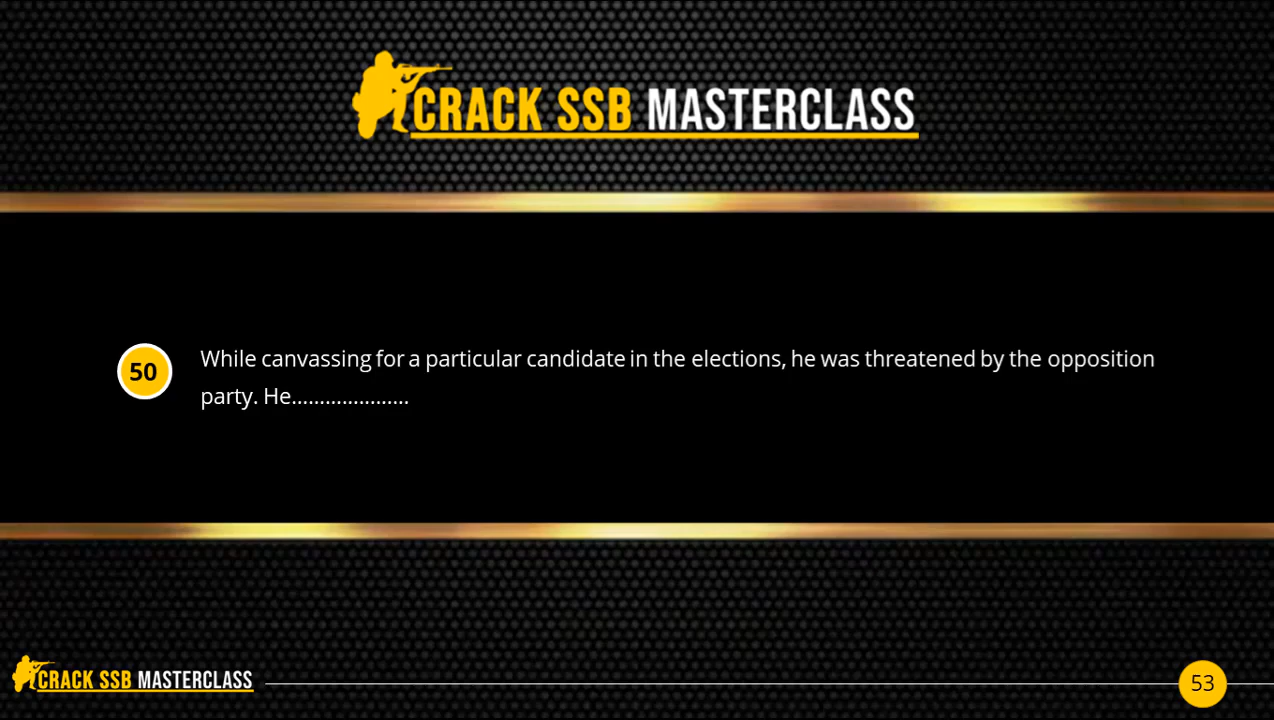 CRACK SSB MASTERCLASS
50
While canvassing for a particular candidate in the elections, he was threatened by the opposition
party. He.....................
CRACK SSB MASTERCLASS
53